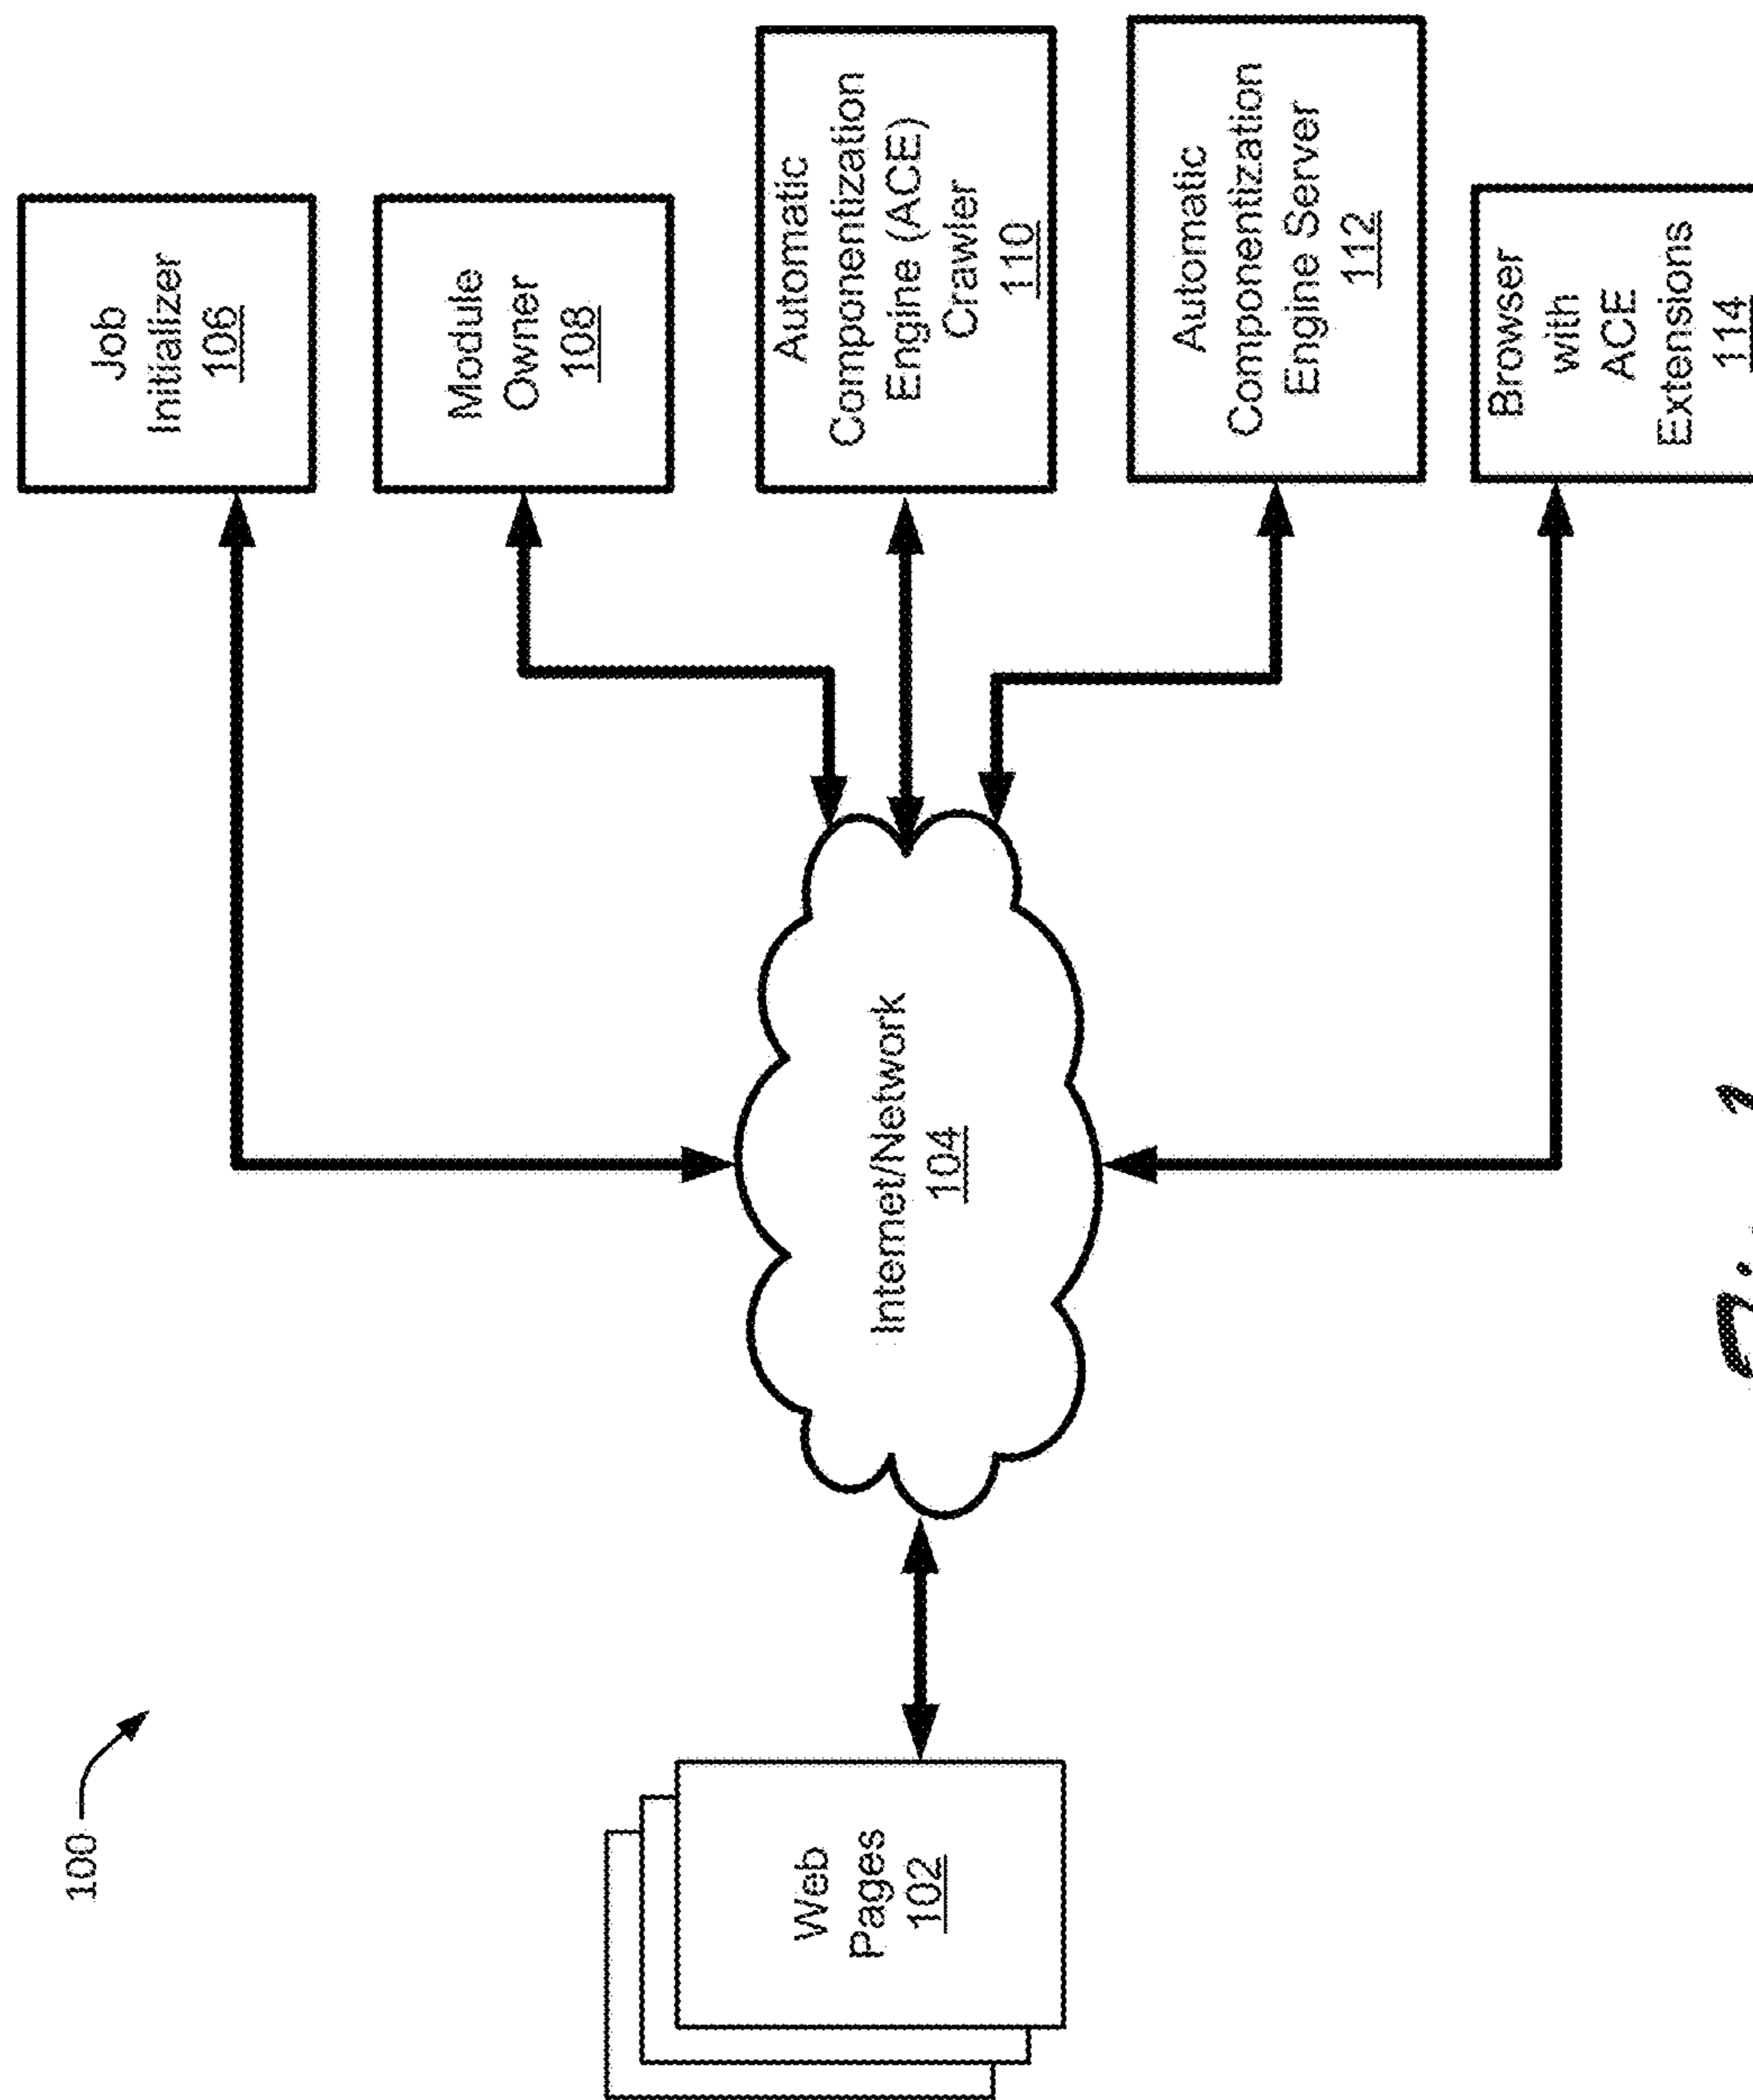 100
Web
Pages
102
Internet/Network
104
Job
Initializer
106
Module
Owner
108
Automatic
Componentization
Engine (ACE)
Crawler
110
Automatic
Componentization
Engine Server
112
Browser
with
ACE
Extensions
114